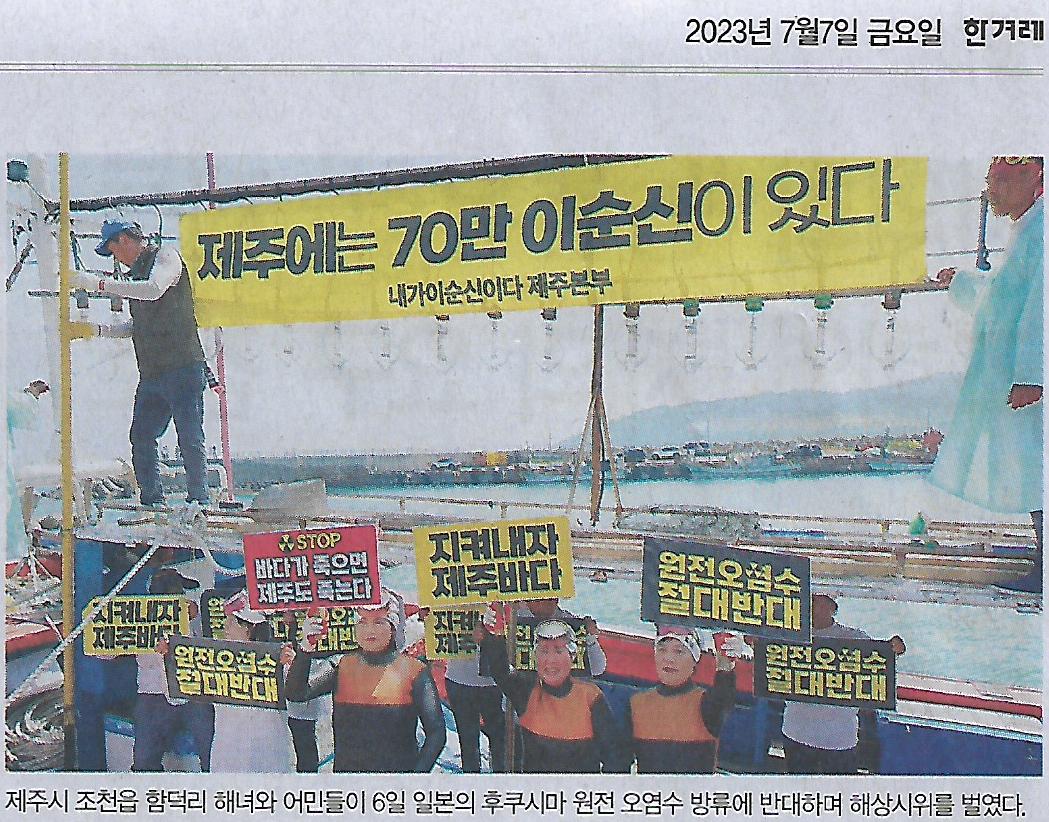 2023년 7월7일 금요일 한겨레
제주에는 70만 이순신이 있다
내가이순신이다 제주본부
STOP
바다가 죽으면
제주도 죽는다
지켜내자
제주바다
원전오염수
절대반대
지켜내자
제주바
원전오염수
절대반대
지켜
제주
원전오염수
절대반대
제주시 조천읍 함덕리 해녀와 어민들이 6일 일본의 후쿠시마 원전 오염수 방류에 반대하며 해상시위를 벌였다.